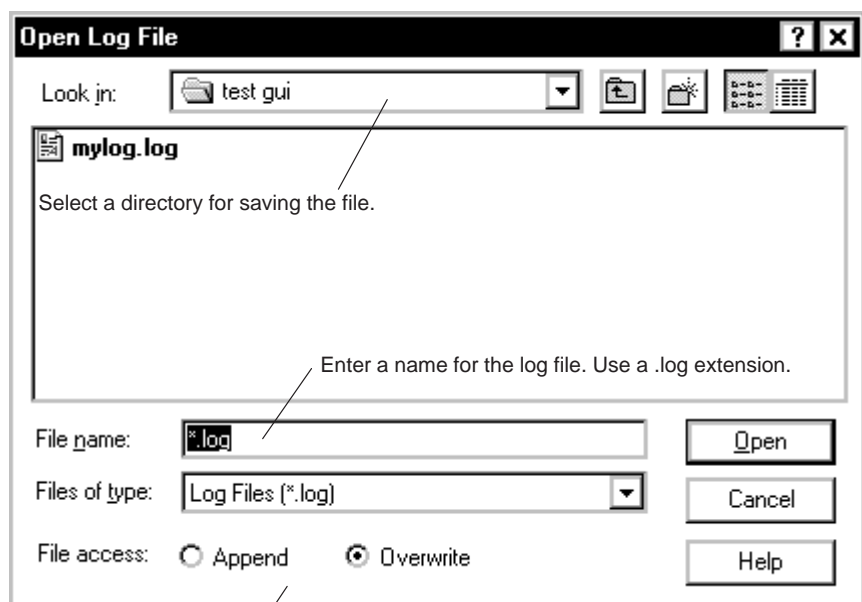 Open Log File
Look in: test gui
mylog.log
Select a directory for saving the file.
Enter a name for the log file. Use a .log extension.
File name: *.log Open
Files of type: Log Files (*.log) Cancel
File access: Append Overwrite Help